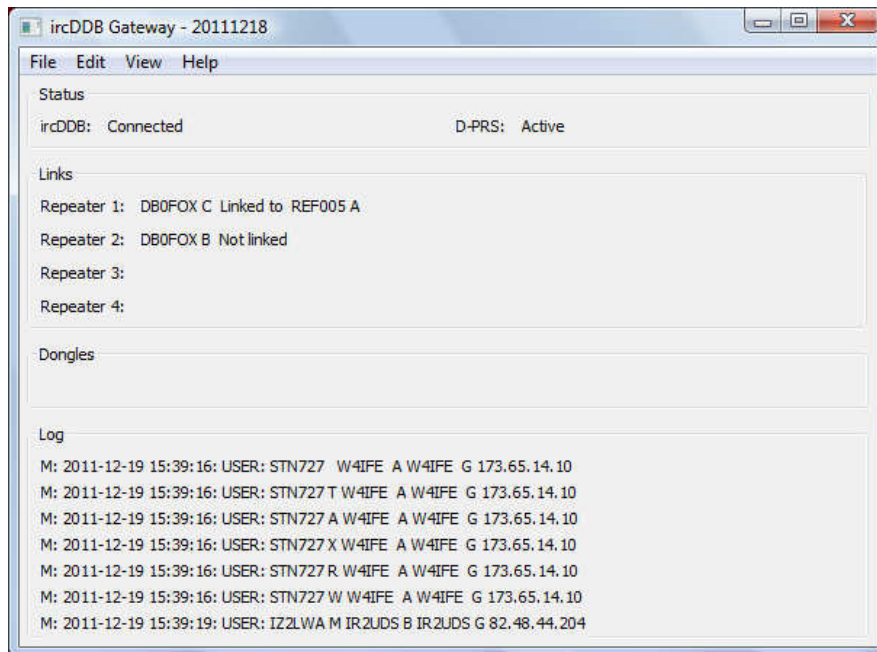 ircDDB Gateway - 20111218
File Edit View Help
Status
ircDDB: Connected D-PRS: Active
Links
Repeater 1: DB0FOX C Linked to REF005 A
Repeater 2: DB0FOX B Not linked
Repeater 3:
Repeater 4:
Dongles
Log
M: 2011-12-19 15:39:16: USER: STN727 W4IFE A W4IFE G 173.65.14.10
M: 2011-12-19 15:39:16: USER: STN727 T W4IFE A W4IFE G 173.65.14.10
M: 2011-12-19 15:39:16: USER: STN727 A W4IFE A W4IFE G 173.65.14.10
M: 2011-12-19 15:39:16: USER: STN727 X W4IFE A W4IFE G 173.65.14.10
M: 2011-12-19 15:39:16: USER: STN727 R W4IFE A W4IFE G 173.65.14.10
M: 2011-12-19 15:39:16: USER: STN727 W W4IFE A W4IFE G 173.65.14.10
M: 2011-12-19 15:39:19: USER: IZ2LWA M IR2UDS B IR2UDS G 82.48.44.204